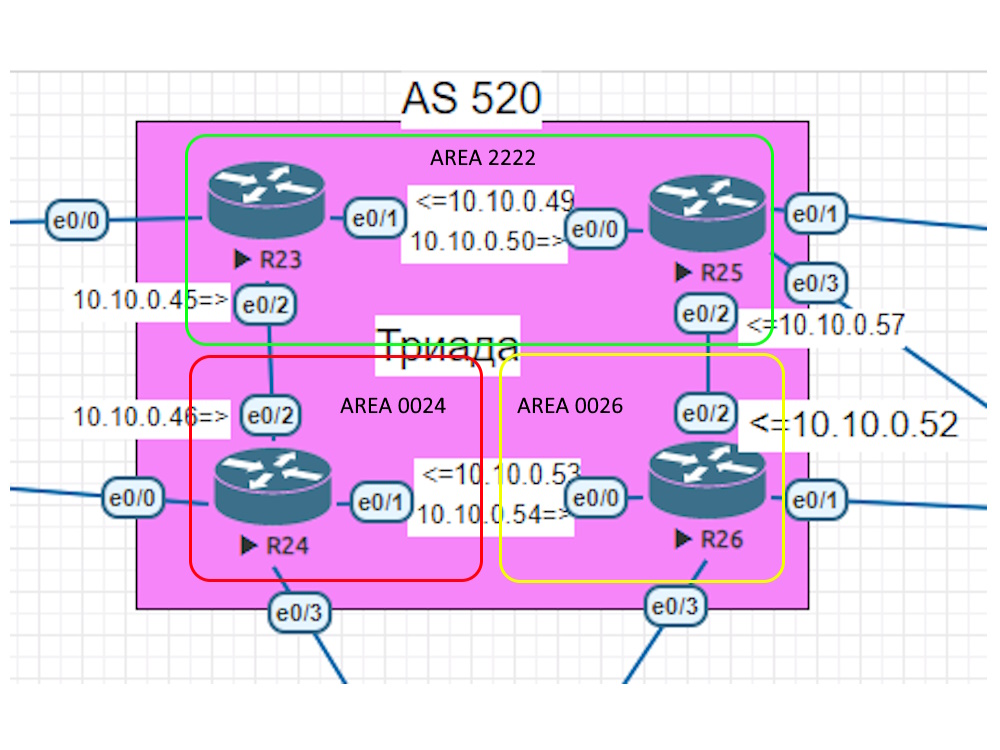 AS 520
AREA 2222
e0/0
e0/1
<=10.10.0.49
10.10.0.50=>
e0/0
e0/1
R23
R25
e0/3
10.10.0.45=>
e0/2
e0/2
<=10.10.0.57
Триада
AREA 0024
AREA 0026
10.10.0.46=>
e0/2
e0/2
<=10.10.0.52
e0/0
e0/1
<=10.10.0.53
10.10.0.54=>
e0/0
e0/1
R24
R26
e0/3
e0/3